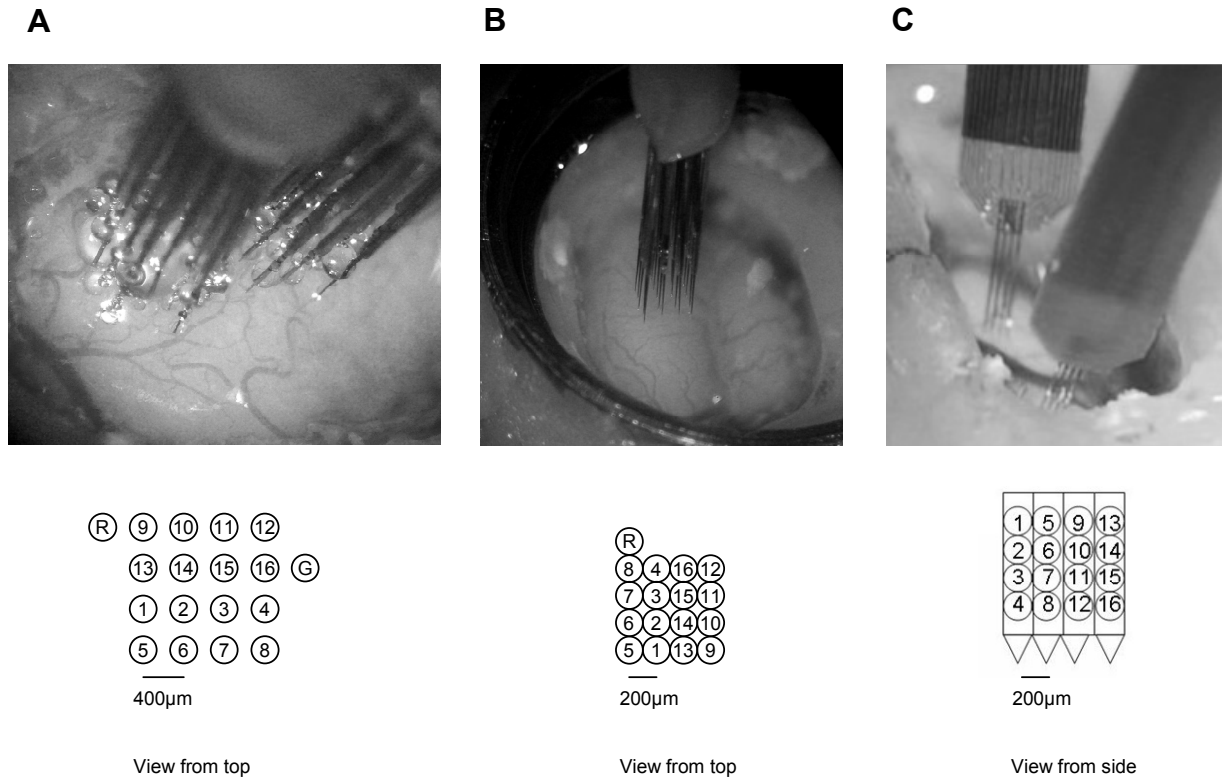 A
B
C
R 9 10 11 12
13 14 15 16 G
1 2 3 4
5 6 7 8
400µm
View from top
R
8 4 16 12
7 3 15 11
6 2 14 10
5 1 13 9
200µm
View from top
1 5 9 13
2 6 10 14
3 7 11 15
4 8 12 16
200µm
View from side